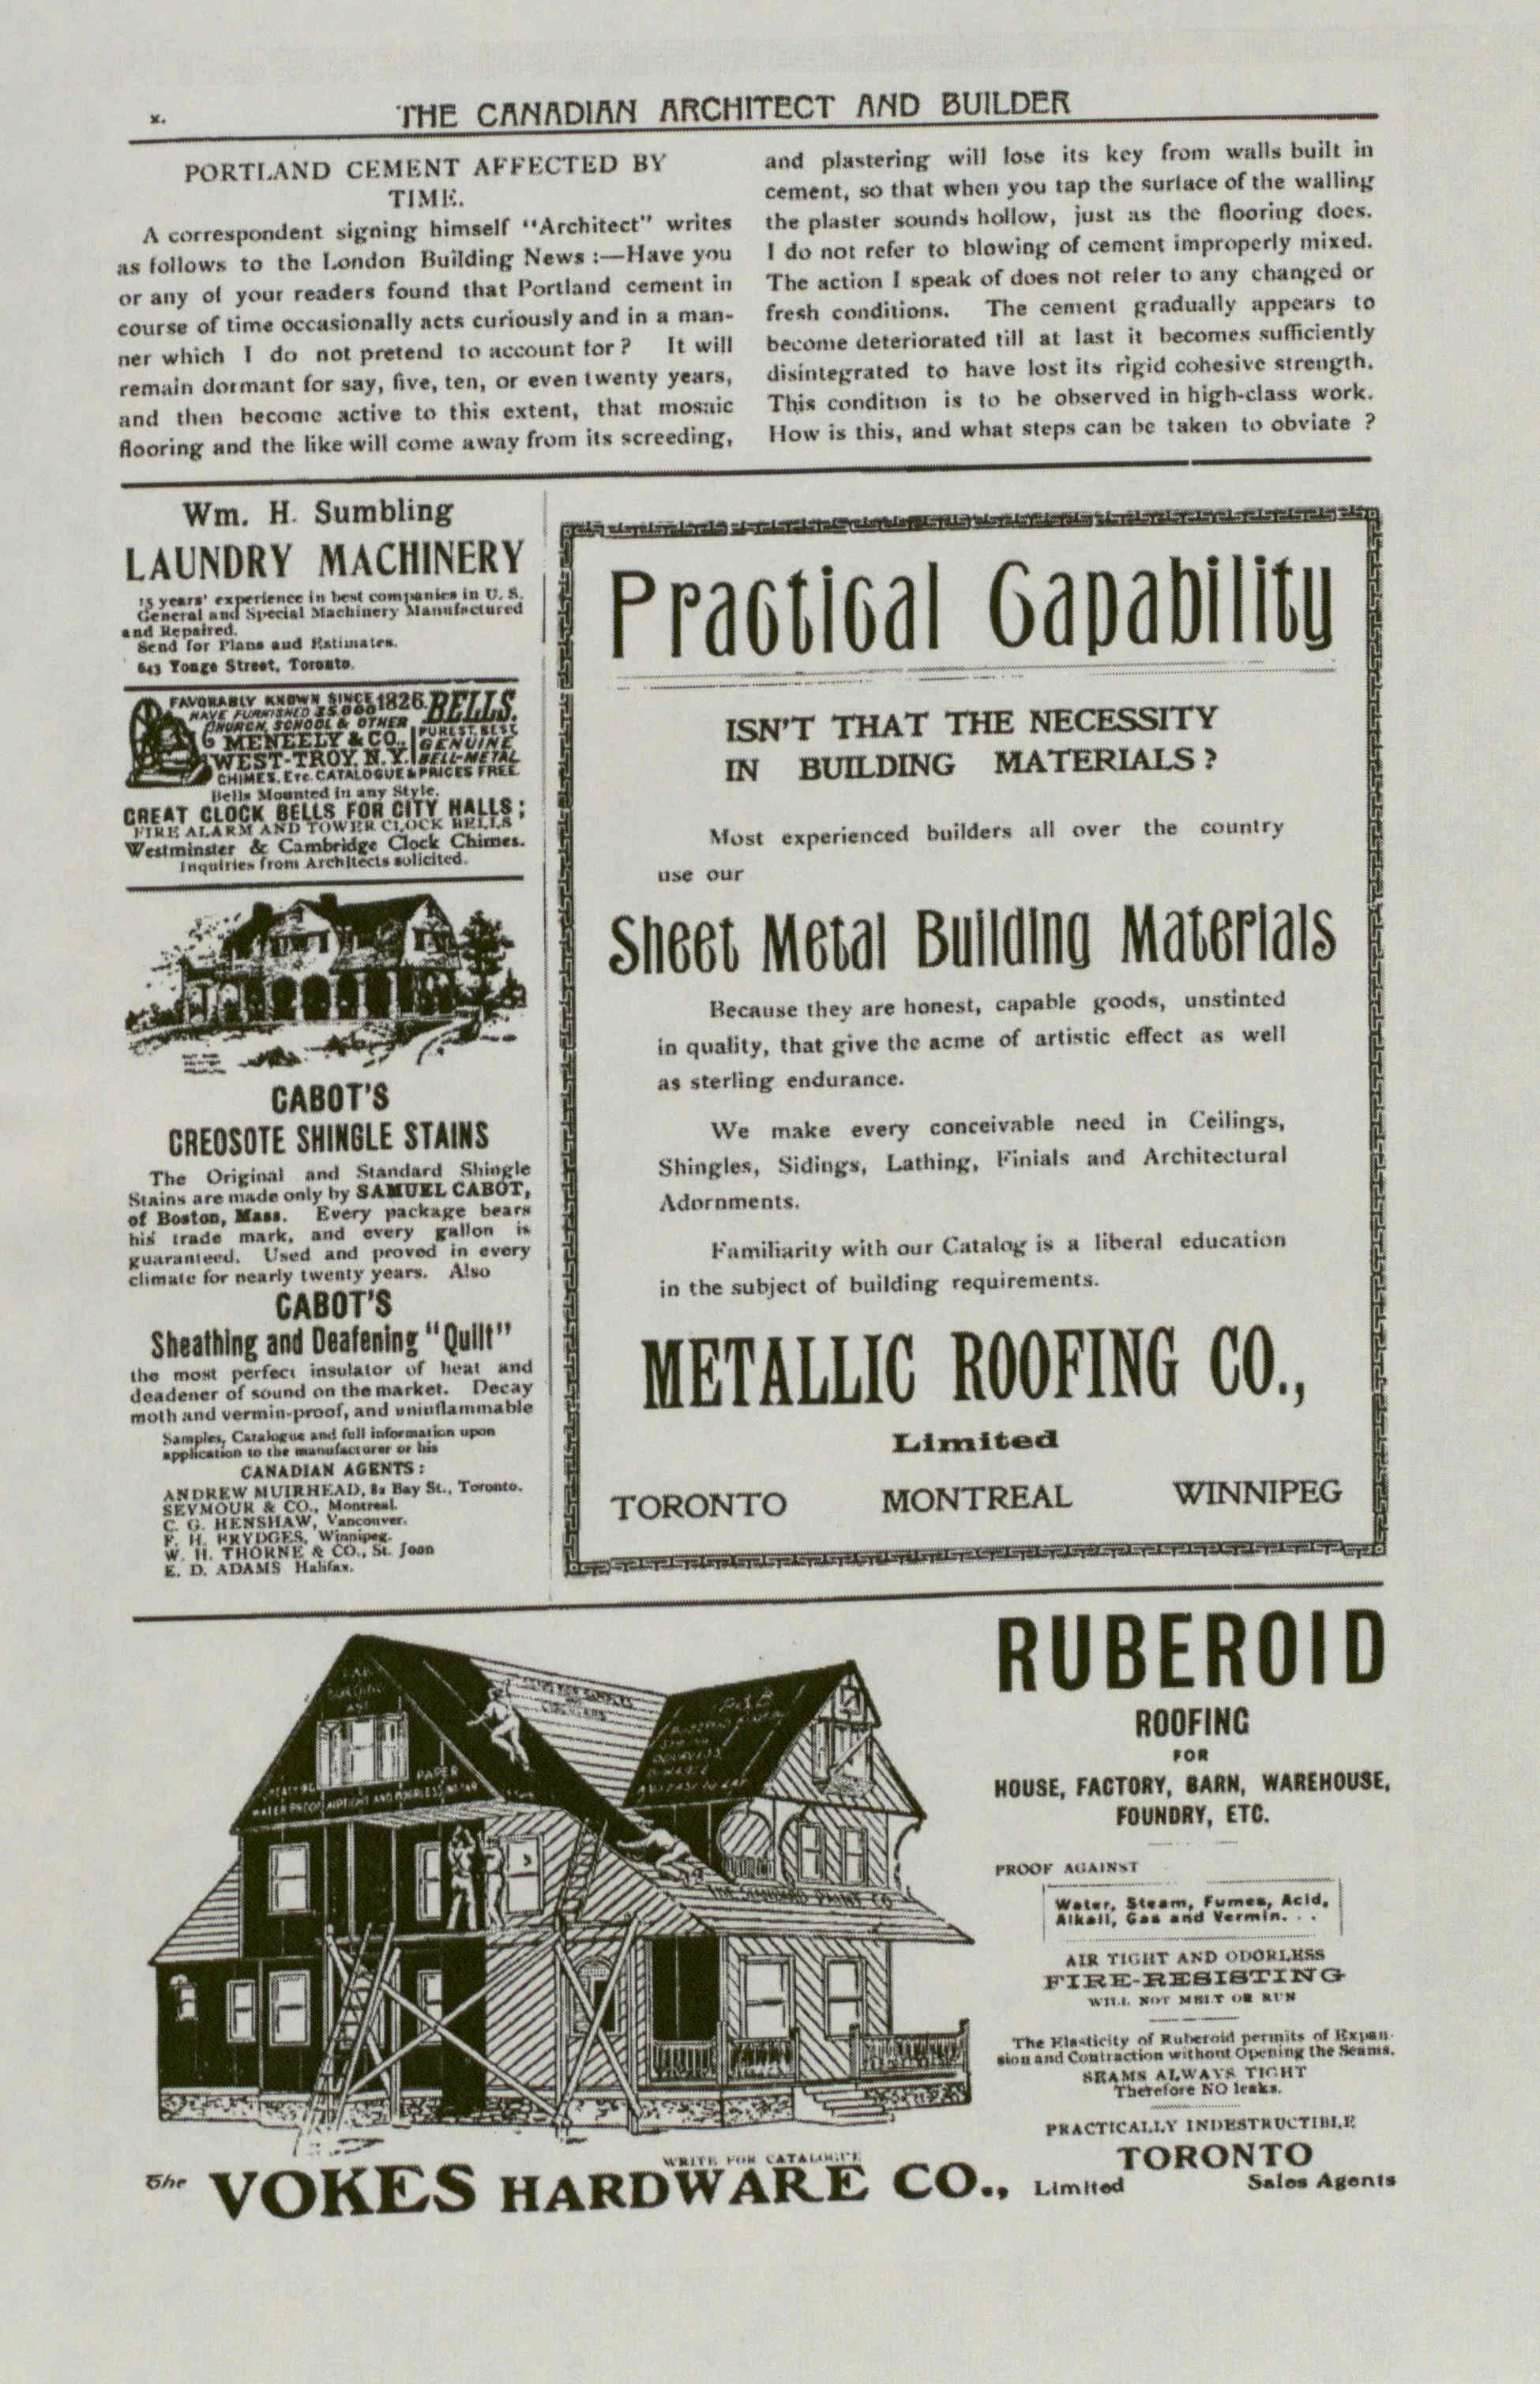 x.
THE CANADIAN ARCHITECT AND BUILDER
PORTLAND CEMENT AFFECTED BY
TIME.
A correspondent signing himself "Architect" writes
as follows to the London Building News :—Have you
or any of your readers found that Portland cement in
course of time occasionally acts curiously and in a man-
ner which I do not pretend to account for ? It will
remain dormant for say, five, ten, or even twenty years,
and then become active to this extent, that mosaic
flooring and the like will come away from its screeding,
and plastering will lose its key from walls built in
cement, so that when you tap the surface of the walling
the plaster sounds hollow, just as the flooring does.
I do not refer to blowing of cement improperly mixed.
The action I speak of does not refer to any changed or
fresh conditions. The cement gradually appears to
become deteriorated till at last it becomes sufficiently
disintegrated to have lost its rigid cohesive strength.
This condition is to be observed in high-class work.
How is this, and what steps can be taken to obviate ?
Wm. H. Sumbling
LAUNDRY MACHINERY
15 years' experience in best companies in U. S.
General and Special Machinery Manufactured
and Repaired.
Send for Plans and Estimates.
643 Yonge Street, Toronto.
FAVORABLY KNOWN SINCE 1826. BELLS.
HAVE FURNISHED 35.000
CHURCH, SCHOOL & OTHER PUREST, BEST,
MENEELY & CO., GENUINE
WEST-TROY, N. Y. BELL-METAL
CHIMES, Etc. CATALOGUE & PRICES FREE.
Bells Mounted in any Style.
GREAT CLOCK BELLS FOR CITY HALLS ;
FIRE ALARM AND TOWER CLOCK BELLS
Westminster & Cambridge Clock Chimes.
Inquiries from Architects solicited.
CABOT'S
CREOSOTE SHINGLE STAINS
The Original and Standard Shingle
Stains are made only by SAMUEL CABOT,
of Boston, Mass. Every package bears
his trade mark, and every gallon is
guaranteed. Used and proved in every
climate for nearly twenty years. Also
CABOT'S
Sheathing and Deafening "Quilt"
the most perfect insulator of heat and
deadener of sound on the market. Decay
moth and vermin-proof, and uninflammable
Samples, Catalogue and full information upon
application to the manufacturer or his
CANADIAN AGENTS :
ANDREW MUIRHEAD, 82 Bay St., Toronto.
SEYMOUR & CO., Montreal.
C. G. HENSHAW, Vancouver.
F. H. BRYDGES, Winnipeg.
W. H. THORNE & CO., St. John
E. D. ADAMS Halifax.
Practical Capability
ISN'T THAT THE NECESSITY
IN BUILDING MATERIALS ?
Most experienced builders all over the country
use our
Sheet Metal Building Materials
Because they are honest, capable goods, unstinted
in quality, that give the acme of artistic effect as well
as sterling endurance.
We make every conceivable need in Ceilings,
Shingles, Sidings, Lathing, Finials and Architectural
Adornments.
Familiarity with our Catalog is a liberal education
in the subject of building requirements.
METALLIC ROOFING CO.,
Limited
TORONTO MONTREAL WINNIPEG
P & B
PAPER
WATER PROOF AIRTIGHT AND
THE STANDARD PAINT CO
RUBEROID
ROOFING
FOR
HOUSE, FACTORY, BARN, WAREHOUSE,
FOUNDRY, ETC.
PROOF AGAINST
Water, Steam, Fumes, Acid,
Alkali, Gas and Vermin. . .
AIR TIGHT AND ODORLESS
FIRE-RESISTING
WILL NOT MELT OR RUN
The Elasticity of Ruberoid permits of Expan-
sion and Contraction without Opening the Seams.
SEAMS ALWAYS TIGHT
Therefore NO leaks.
PRACTICALLY INDESTRUCTIBLE
WRITE FOR CATALOGUE
The VOKES HARDWARE CO., Limited
TORONTO
Sales Agents